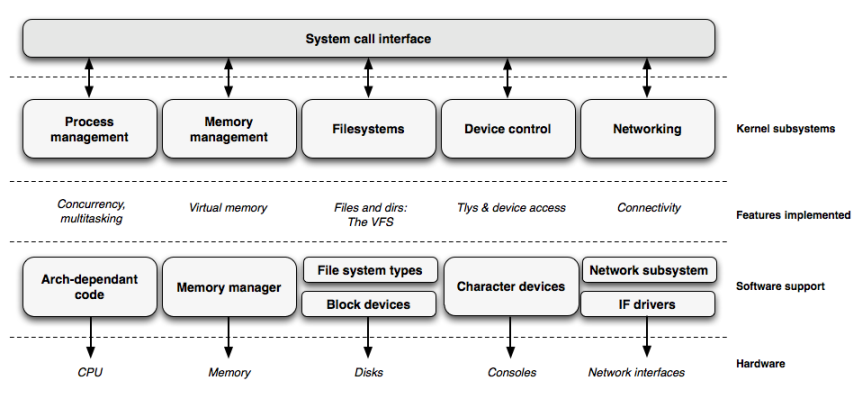 System call interface
Process
management
Memory
management
Filesystems
Device control
Networking
Kernel subsystems
Concurrency,
multitasking
Virtual memory
Files and dirs:
The VFS
Tlys & device access
Connectivity
Features implemented
Arch-dependant
code
Memory manager
File system types
Block devices
Character devices
Network subsystem
IF drivers
Software support
CPU
Memory
Disks
Consoles
Network interfaces
Hardware